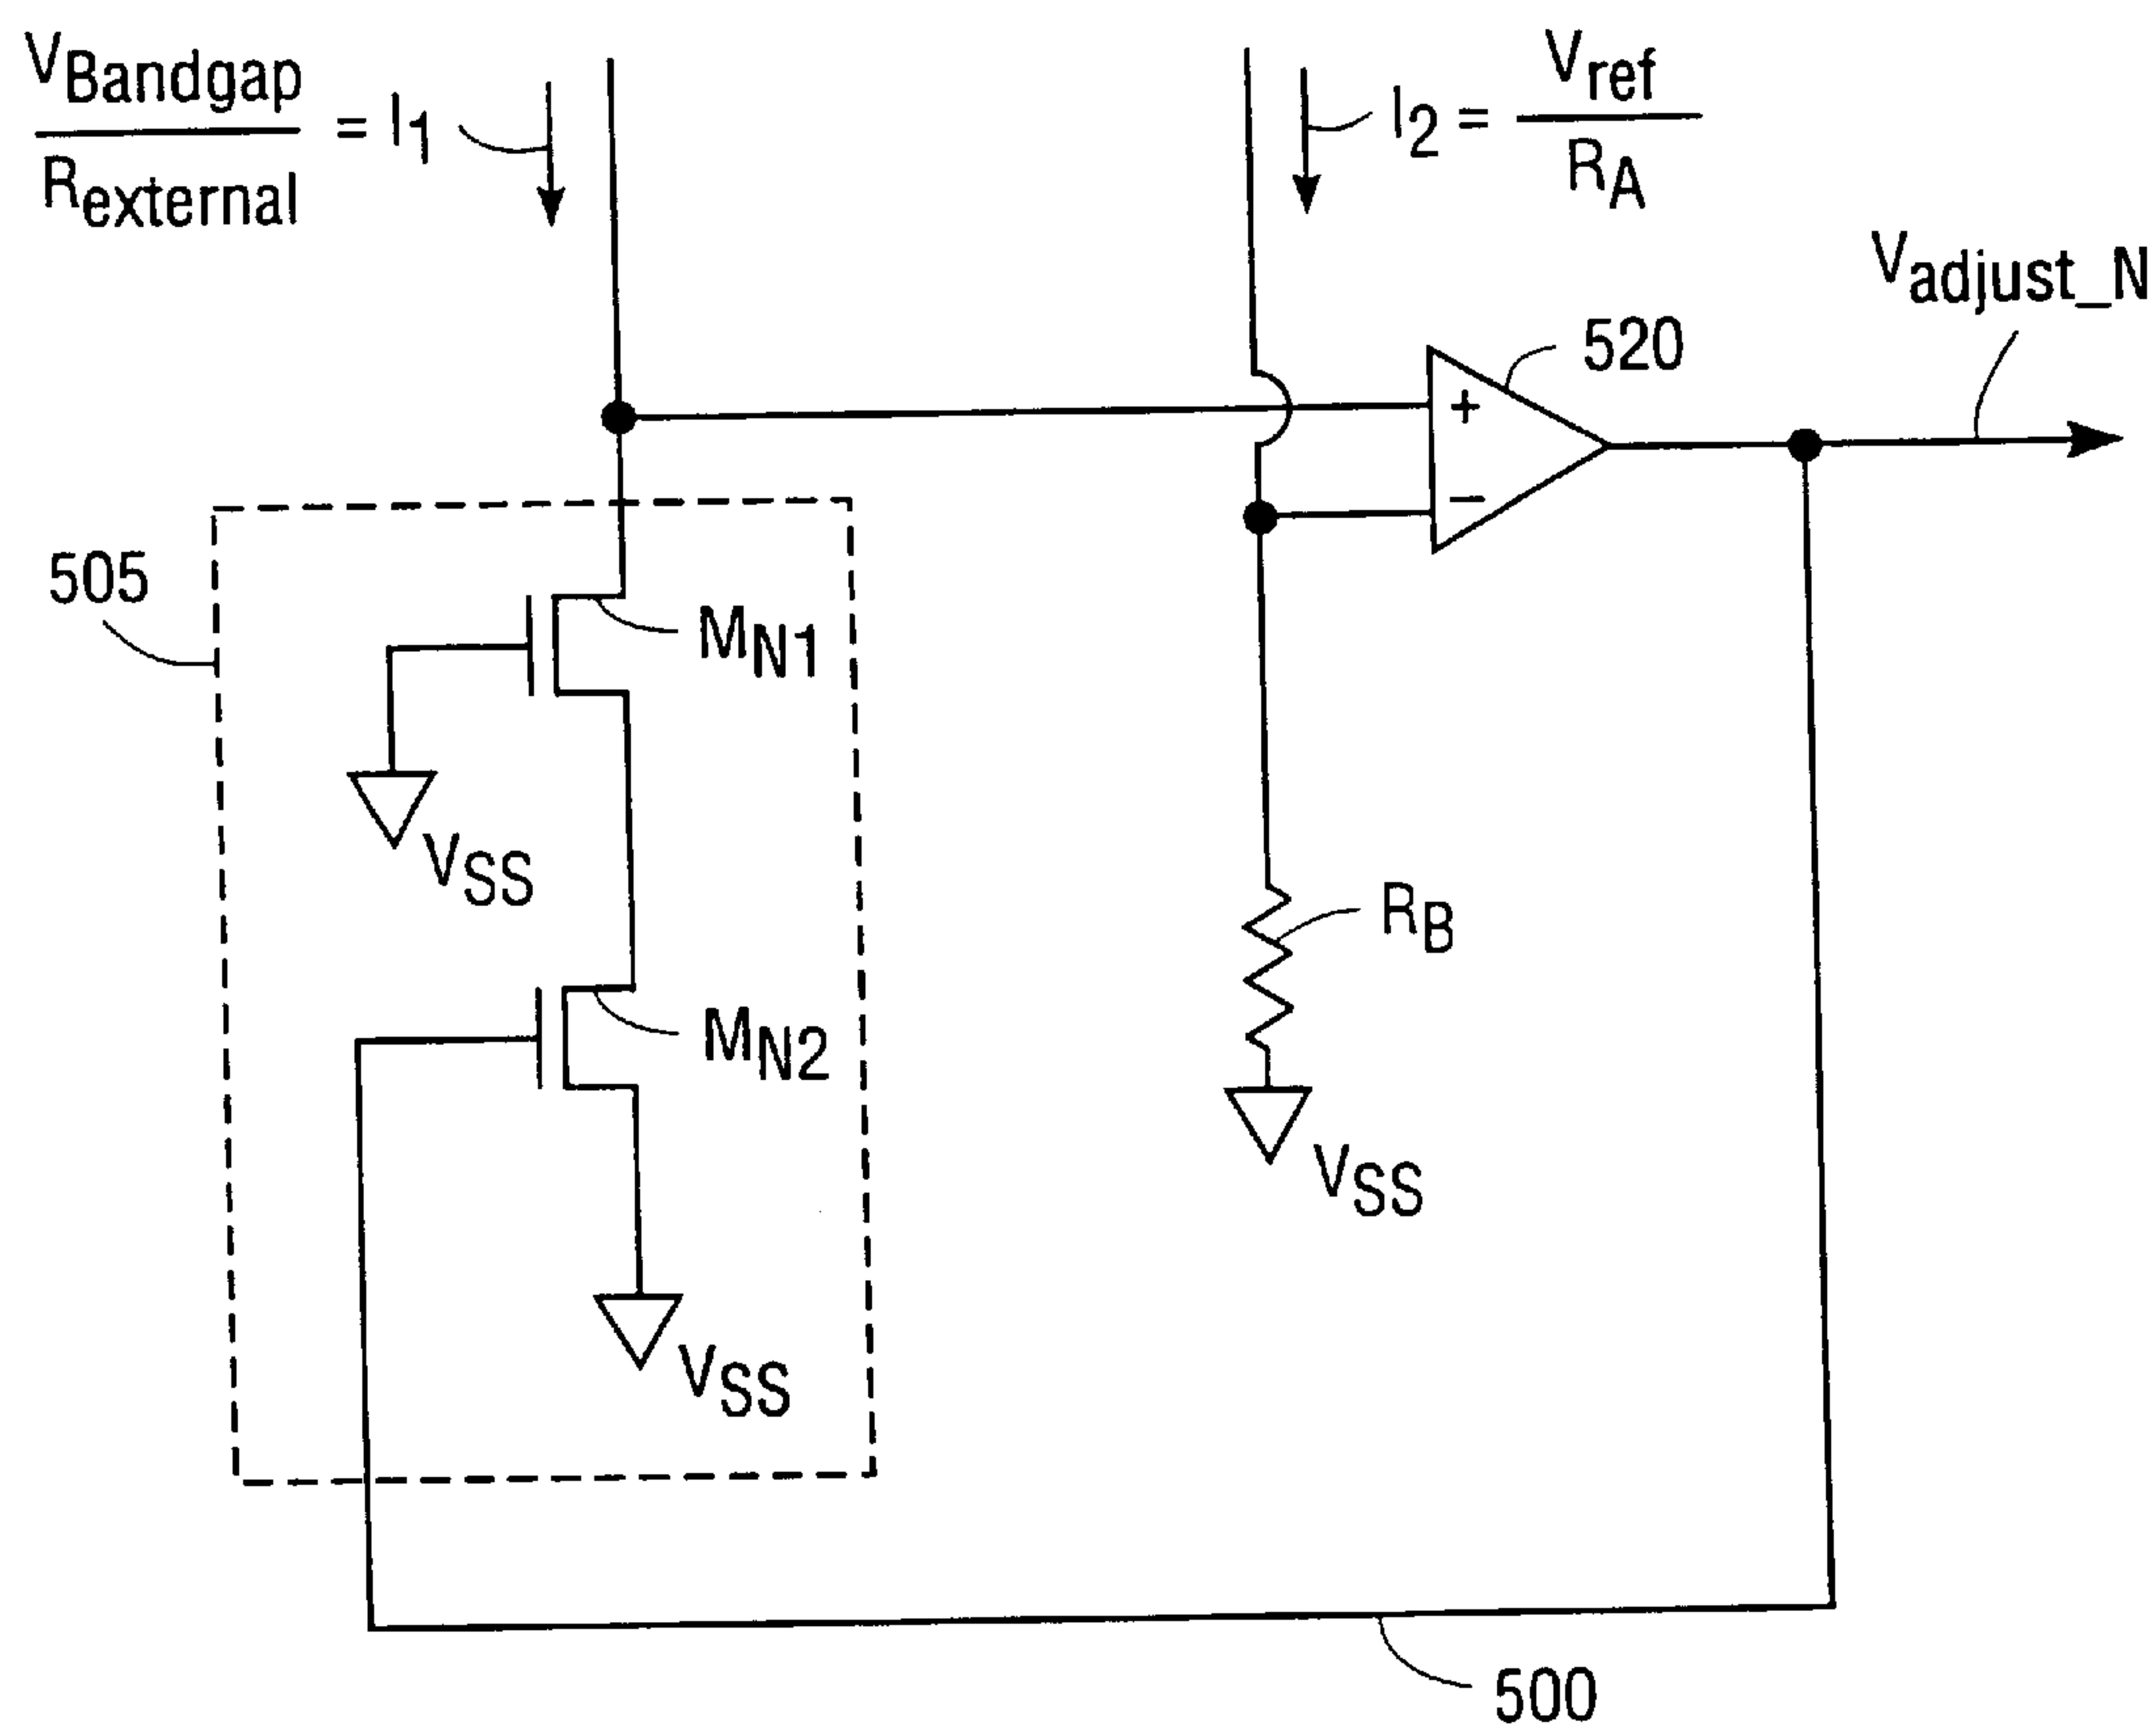 VBandgap / Rexternal = I1
I2 = Vref / RA
Vadjust_N
520
+
−
505
MN1
VSS
RB
MN2
VSS
VSS
500